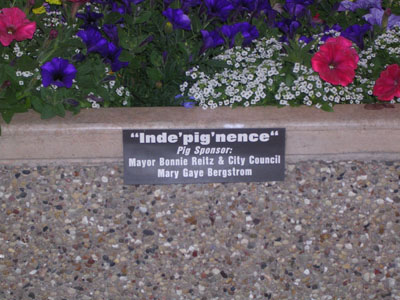 "Inde'pig'nence"
Pig Sponsor:
Mayor Bonnie Reitz & City Council
Mary Gaye Bergstrom